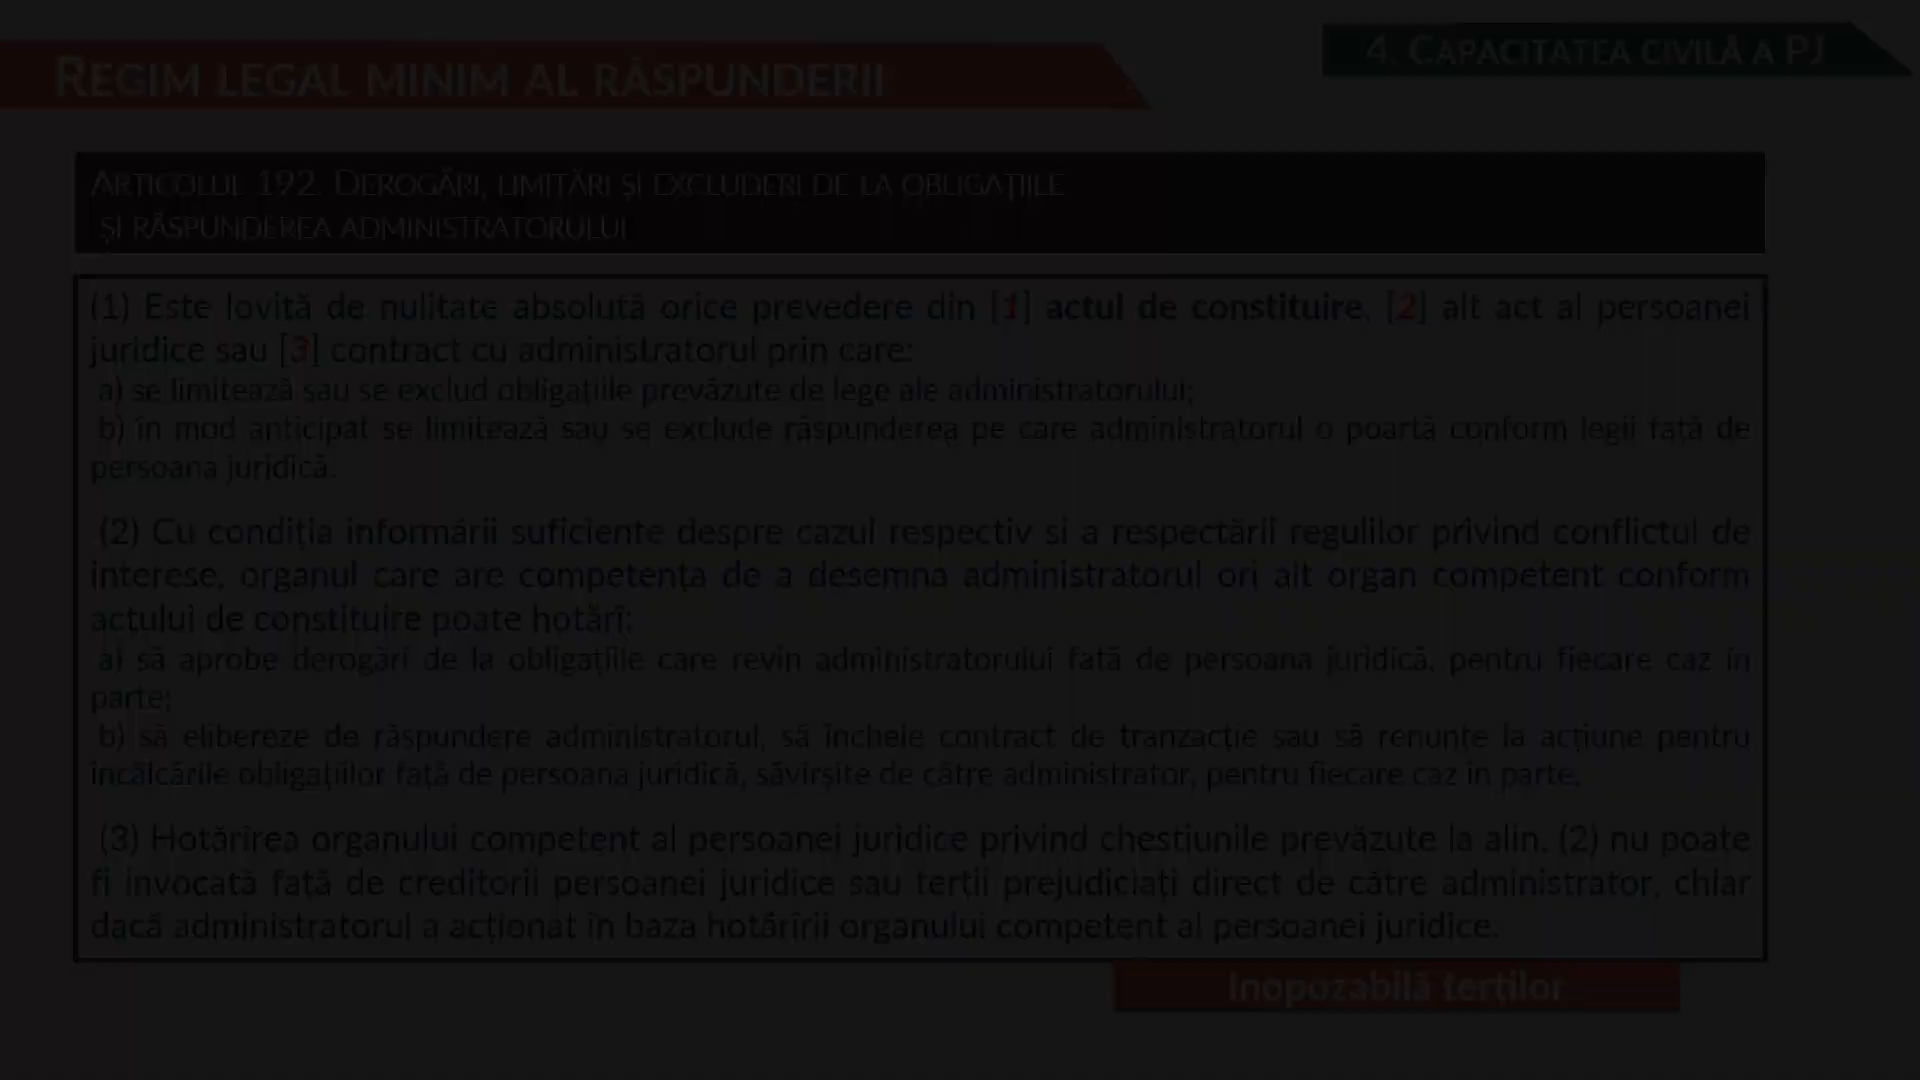 4. Capacitatea civilă a PJ
Regim legal minim al răspunderii
Articolul 192. Derogări, limitări și excluderi de la obligațiile
și răspunderea administratorului
(1) Este lovită de nulitate absolută orice prevedere din [1] actul de constituire, [2] alt act al persoanei
juridice sau [3] contract cu administratorul prin care:
a) se limitează sau se exclud obligațiile prevăzute de lege ale administratorului;
b) în mod anticipat se limitează sau se exclude răspunderea pe care administratorul o poartă conform legii față de
persoana juridică.
(2) Cu condiția informării suficiente despre cazul respectiv și a respectării regulilor privind conflictul de
interese, organul care are competența de a desemna administratorul ori alt organ competent conform
actului de constituire poate hotărî:
a) să aprobe derogări de la obligațiile care revin administratorului față de persoana juridică, pentru fiecare caz în
parte;
b) să elibereze de răspundere administratorul, să încheie contract de tranzacție sau să renunțe la acțiune pentru
încălcările obligațiilor față de persoana juridică, săvîrșite de către administrator, pentru fiecare caz în parte.
(3) Hotărîrea organului competent al persoanei juridice privind chestiunile prevăzute la alin. (2) nu poate
fi invocată față de creditorii persoanei juridice sau terții prejudiciați direct de către administrator, chiar
dacă administratorul a acționat în baza hotărîrii organului competent al persoanei juridice.
Inopozabilă terților